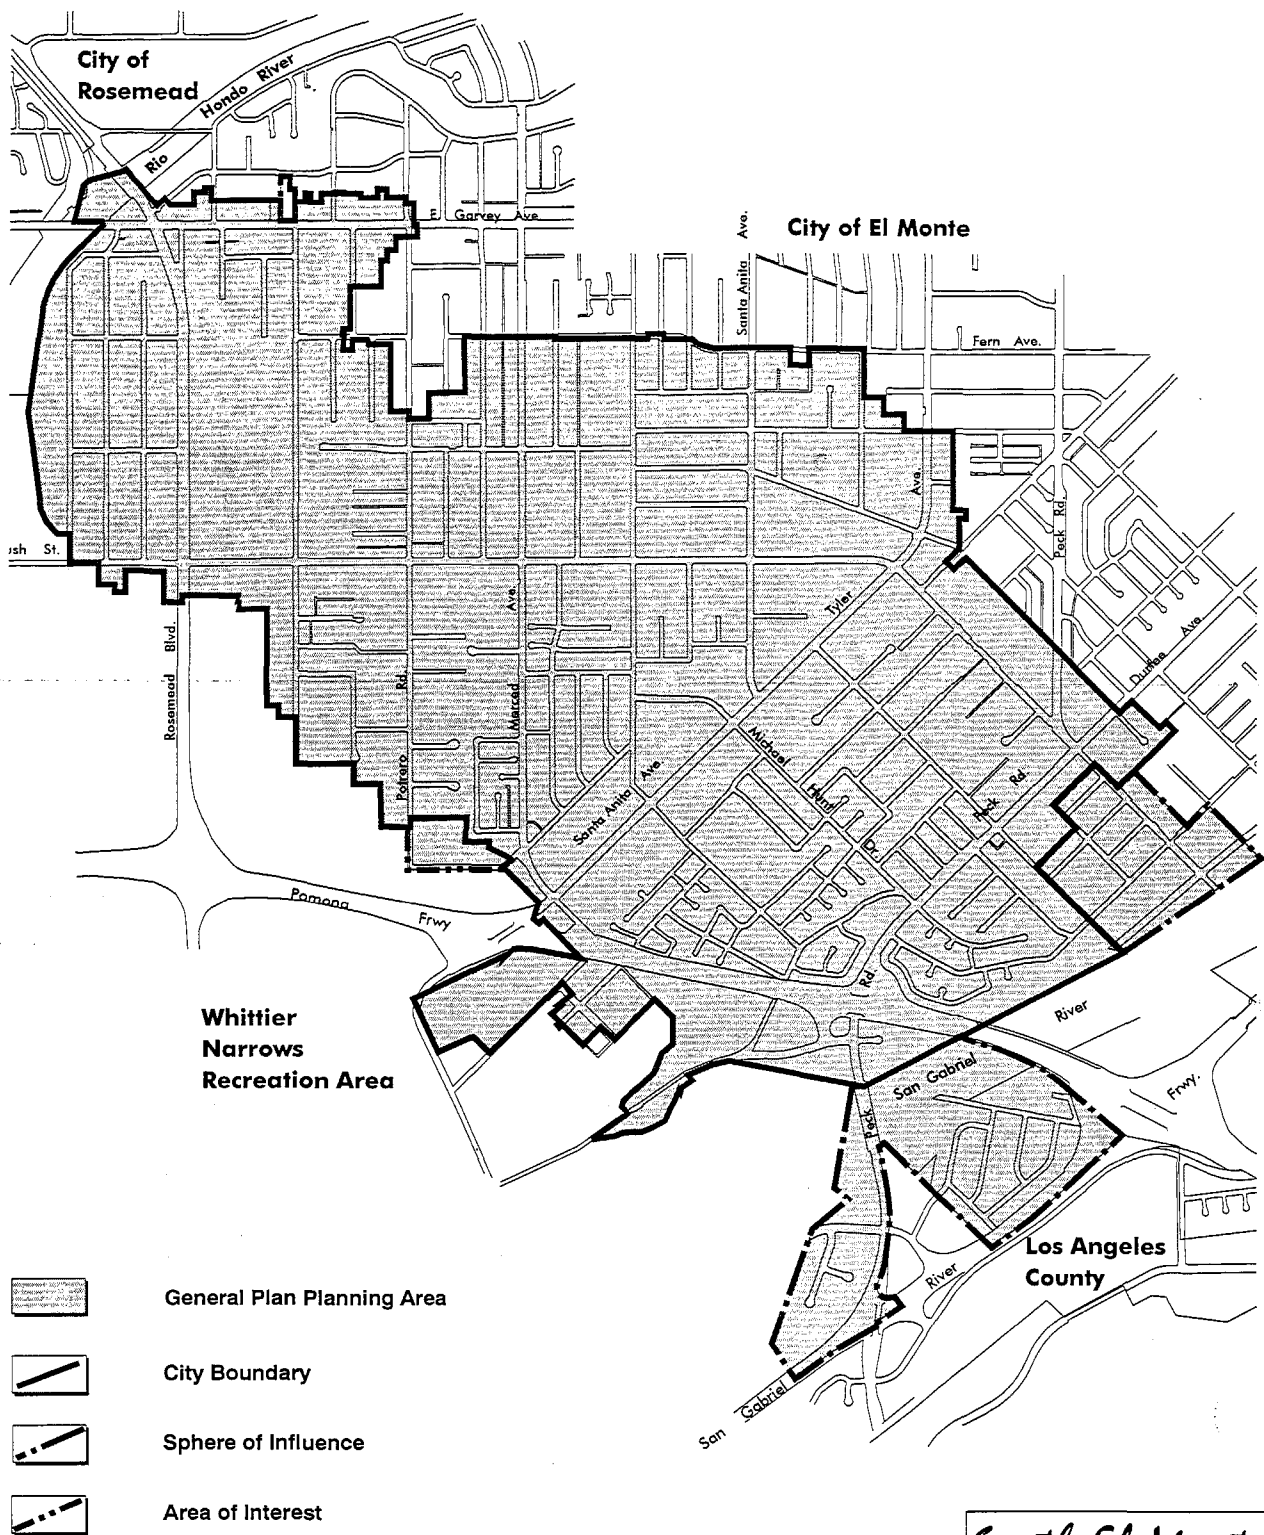 City of
Rosemead
Rio Hondo River
E. Garvey Ave
Santa Anita Ave.
City of El Monte
Fern Ave.
Ave
Peck Rd
St.
Tyler
Ave.
Durfee Ave
Rosemead Blvd.
Potrero Rd.
Merced
Michael Hunt Dr.
Santa Anita Ave.
Peck Rd
Pomona Frwy
Rd
Whittier
Narrows
Recreation Area
River
San Gabriel
Frwy.
Peck
Los Angeles
County
River
San Gabriel
General Plan Planning Area
City Boundary
Sphere of Influence
Area of Interest